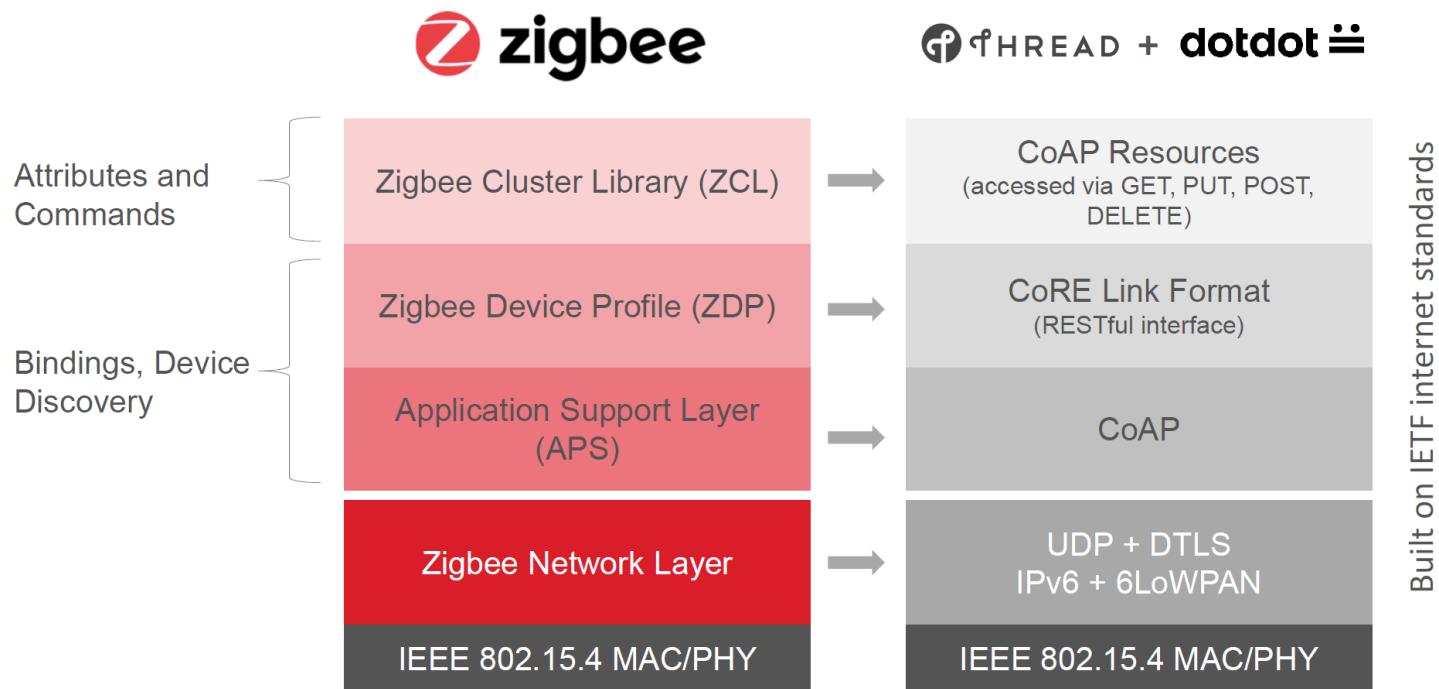 zigbee
THREAD + dotdot
Attributes and
Commands
Zigbee Cluster Library (ZCL)
CoAP Resources
(accessed via GET, PUT, POST,
DELETE)
Bindings, Device
Discovery
Zigbee Device Profile (ZDP)
CoRE Link Format
(RESTful interface)
Application Support Layer
(APS)
CoAP
Zigbee Network Layer
UDP + DTLS
IPv6 + 6LoWPAN
IEEE 802.15.4 MAC/PHY
IEEE 802.15.4 MAC/PHY
Built on IETF internet standards